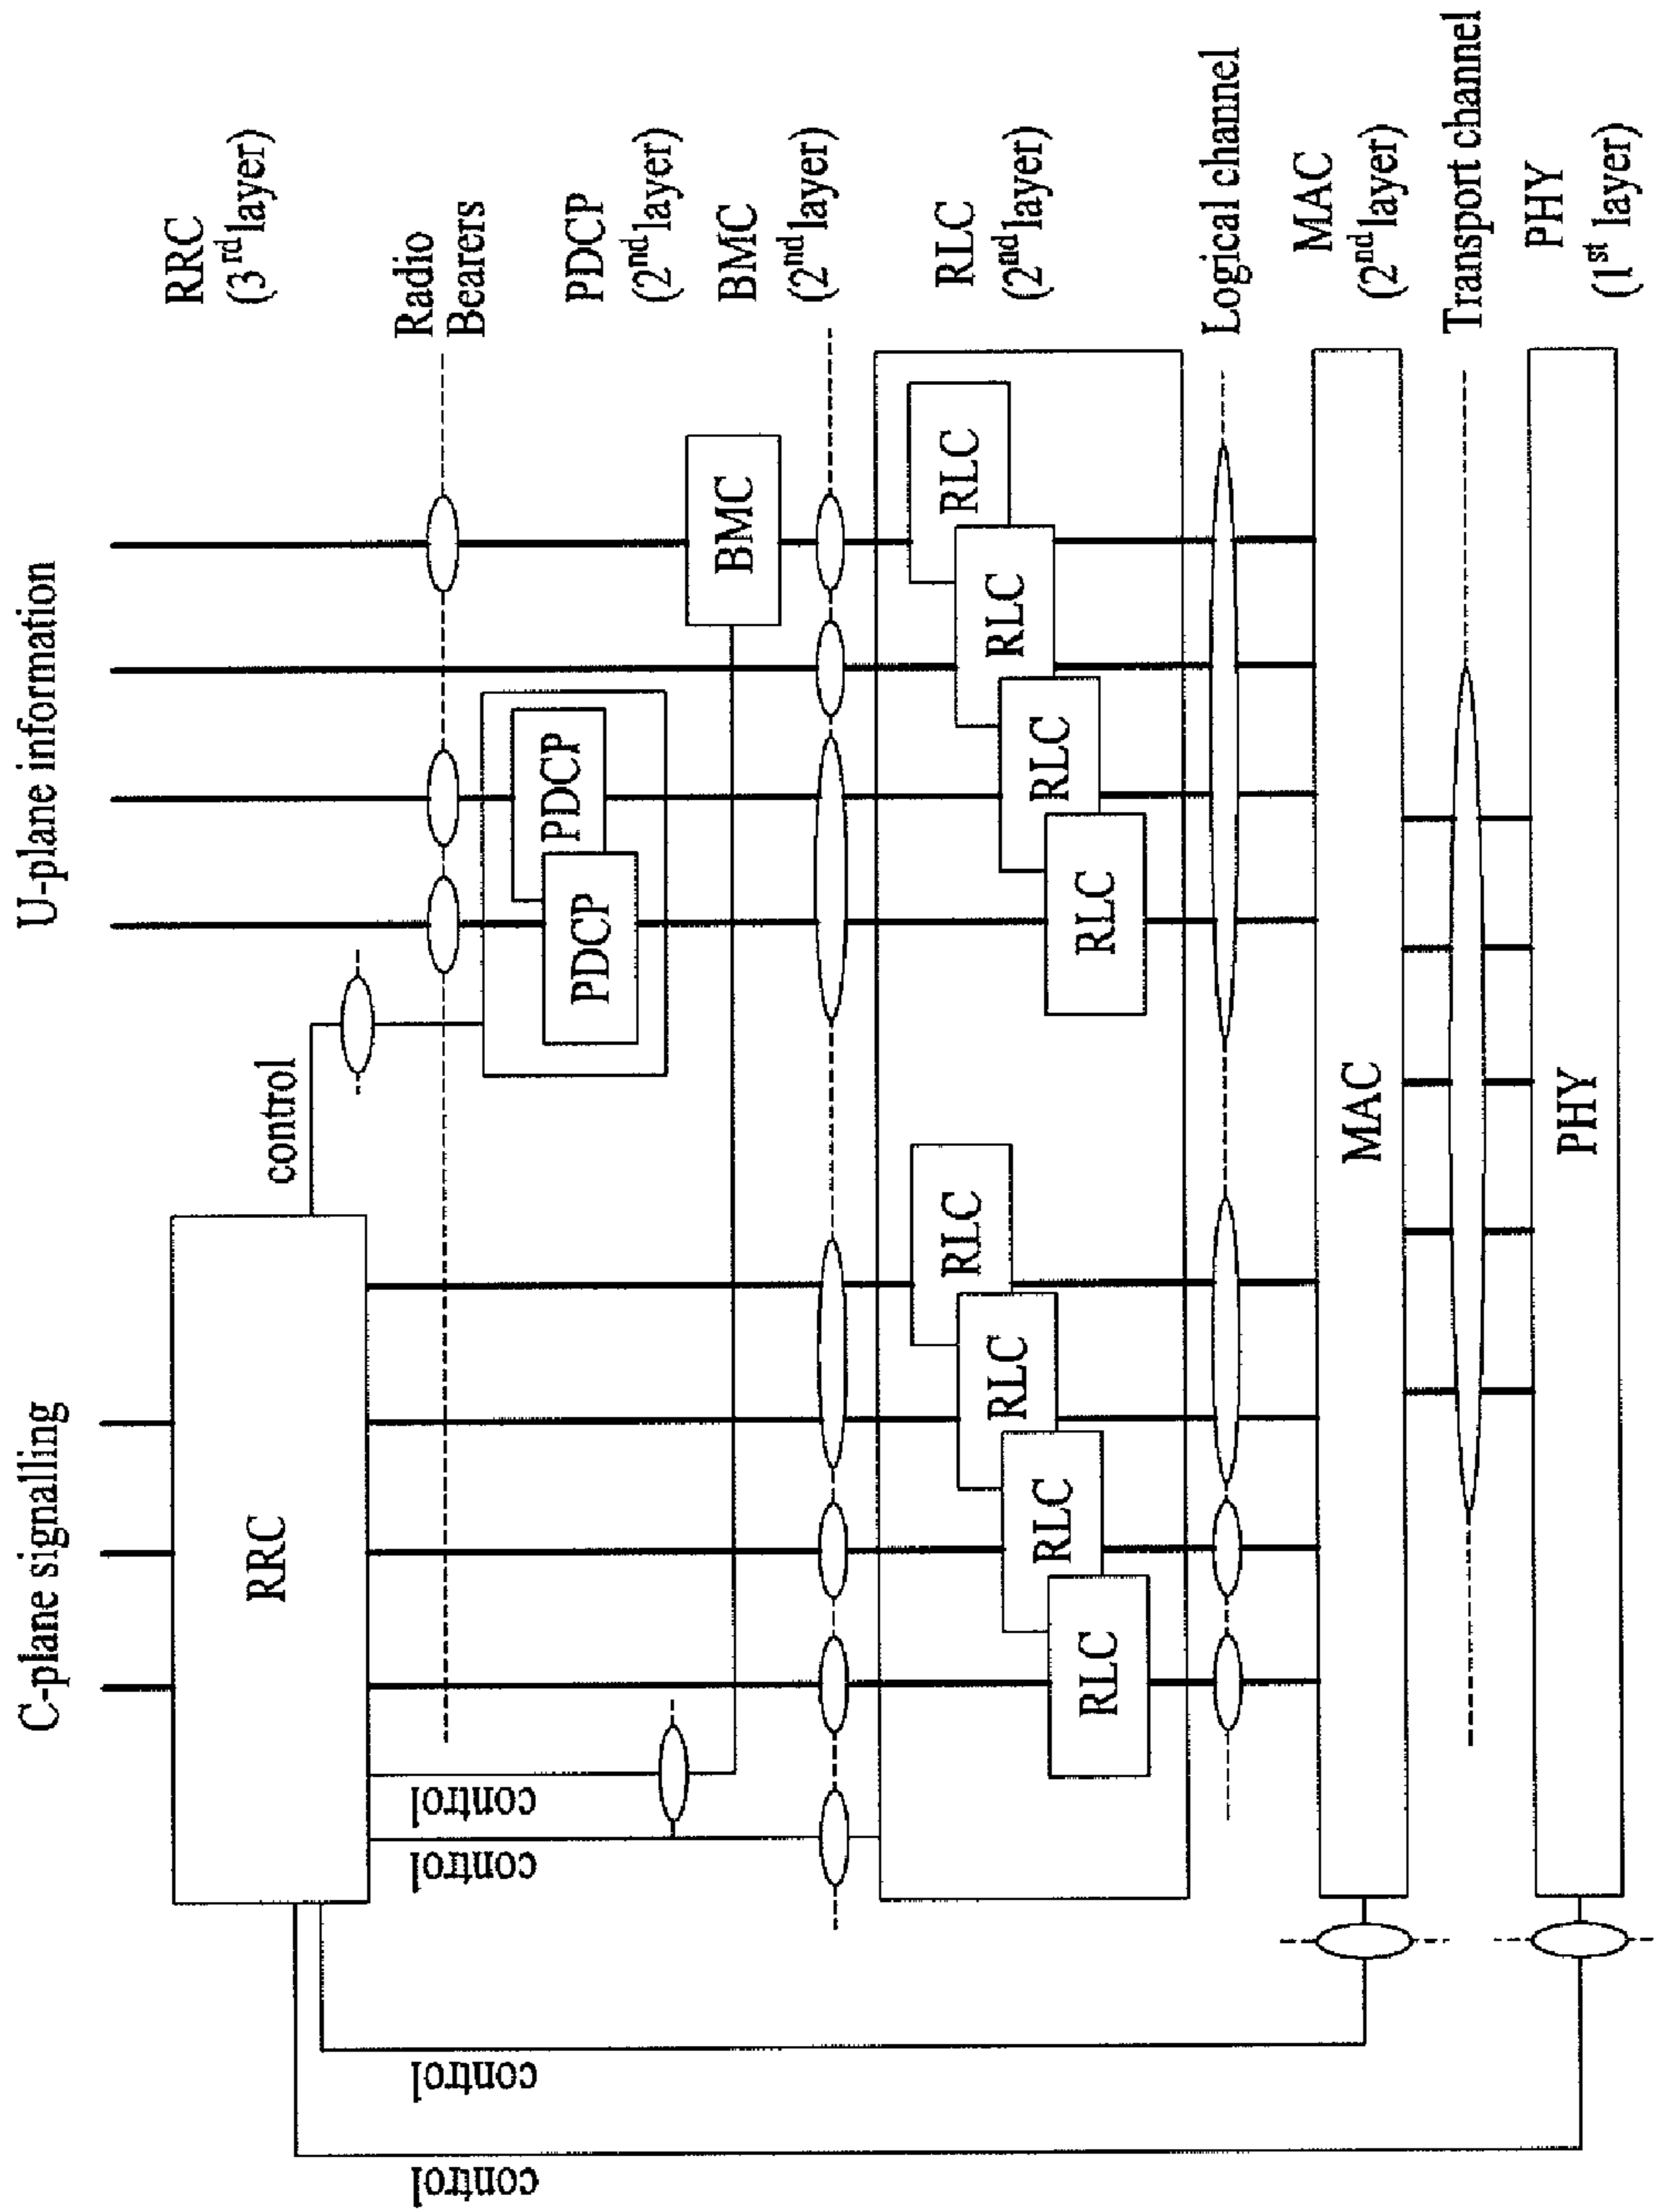 C-plane signalling
U-plane information
RRC
(3rd layer)
RRC
control
Radio
Bearers
control
control
control
control
PDCP
PDCP
PDCP
(2nd layer)
BMC
BMC
(2nd layer)
RLC
RLC
RLC
RLC
RLC
RLC
RLC
RLC
RLC
(2nd layer)
Logical channel
MAC
MAC
(2nd layer)
Transport channel
PHY
PHY
(1st layer)